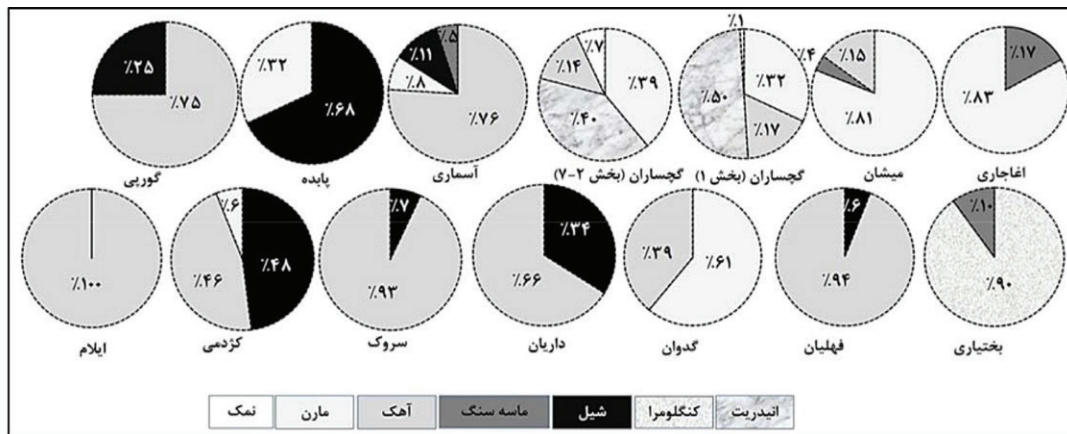 ٪۲۵ ٪۷۵
گورپی
٪۳۲ ٪۶۸
پابده
٪۵ ٪۱۱ ٪۸ ٪۷۶
آسماری
٪۷ ٪۱۴ ٪۳۹ ٪۴۰
گچساران (بخش ۲-۷)
٪۱ ٪۳۲ ٪۵۰ ٪۱۷
گچساران (بخش ۱)
٪۴ ٪۱۵ ٪۸۱
میشان
٪۱۷ ٪۸۳
اغاجاری
٪۱۰۰
ایلام
٪۶ ٪۴۶ ٪۴۸
کژدمی
٪۷ ٪۹۳
سروک
٪۳۴ ٪۶۶
داریان
٪۳۹ ٪۶۱
گدوان
٪۶ ٪۹۴
فهلیان
٪۱۰ ٪۹۰
بختیاری
انیدریت کنگلومرا شیل ماسه سنگ آهک مارن نمک